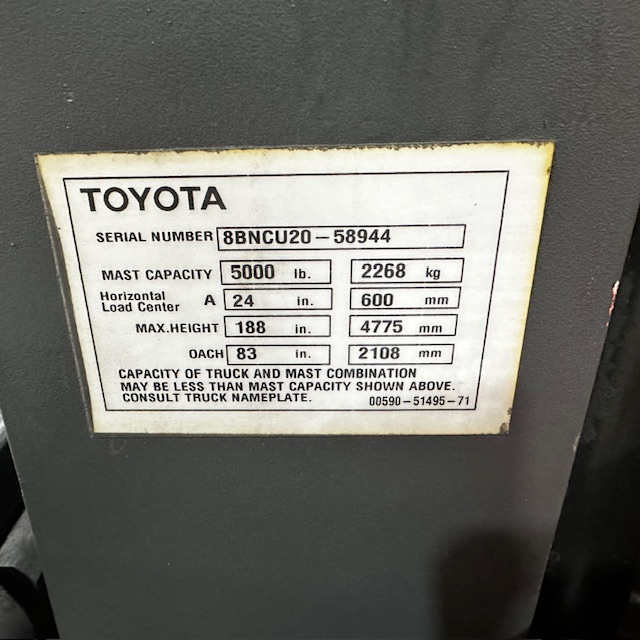 TOYOTA
SERIAL NUMBER 8BNCU20-58944
MAST CAPACITY 5000 lb. 2268 kg
Horizontal
Load Center A 24 in. 600 mm
MAX.HEIGHT 188 in. 4775 mm
OACH 83 in. 2108 mm
CAPACITY OF TRUCK AND MAST COMBINATION
MAY BE LESS THAN MAST CAPACITY SHOWN ABOVE.
CONSULT TRUCK NAMEPLATE. 00590-51495-71